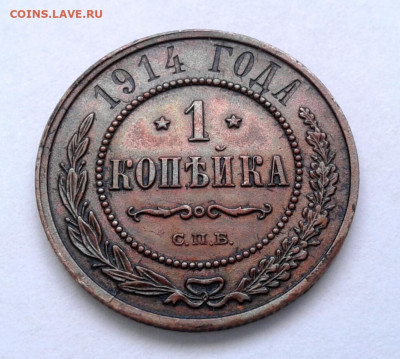 COINS.LAVE.RU
1914 ГОДА
* 1 *
КОПѢЙКА
С.П.Б.